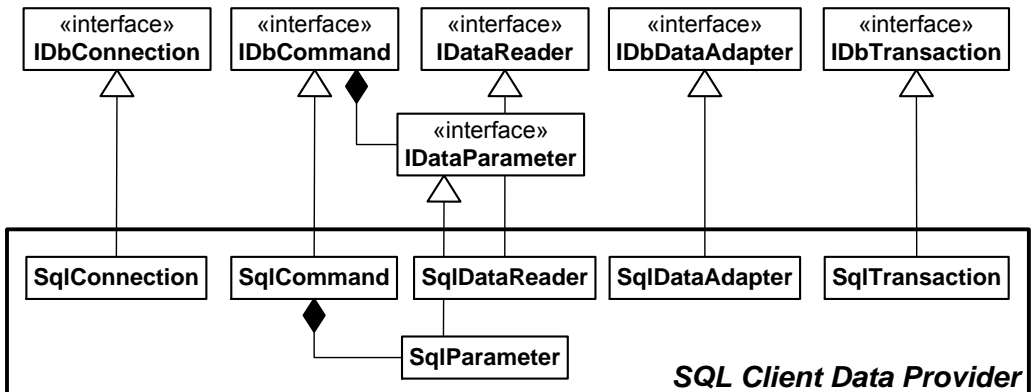 «interface»
IDbConnection
«interface»
IDbCommand
«interface»
IDataReader
«interface»
IDbDataAdapter
«interface»
IDbTransaction
«interface»
IDataParameter
SqlConnection
SqlCommand
SqlDataReader
SqlDataAdapter
SqlTransaction
SqlParameter
SQL Client Data Provider